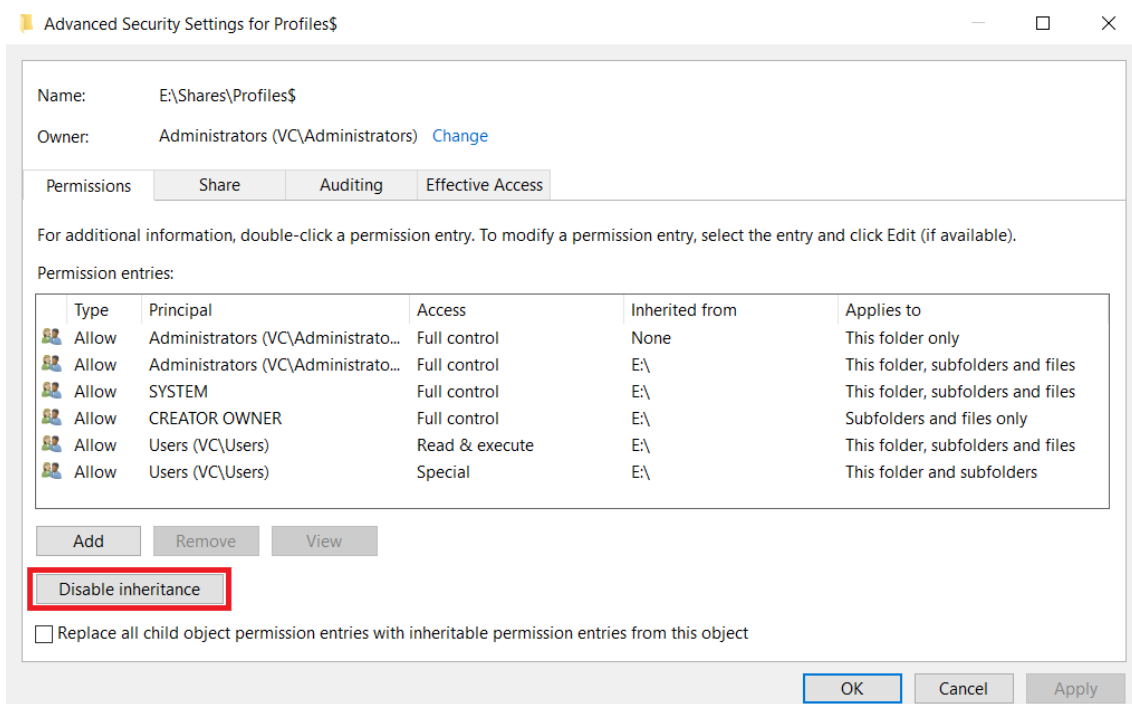 Advanced Security Settings for Profiles$
Name: E:\Shares\Profiles$
Owner: Administrators (VC\Administrators) Change
Permissions Share Auditing Effective Access
For additional information, double-click a permission entry. To modify a permission entry, select the entry and click Edit (if available).
Permission entries:
Type Principal Access Inherited from Applies to
Allow Administrators (VC\Administrato... Full control None This folder only
Allow Administrators (VC\Administrato... Full control E:\ This folder, subfolders and files
Allow SYSTEM Full control E:\ This folder, subfolders and files
Allow CREATOR OWNER Full control E:\ Subfolders and files only
Allow Users (VC\Users) Read & execute E:\ This folder, subfolders and files
Allow Users (VC\Users) Special E:\ This folder and subfolders
Add Remove View
Disable inheritance
Replace all child object permission entries with inheritable permission entries from this object
OK Cancel Apply